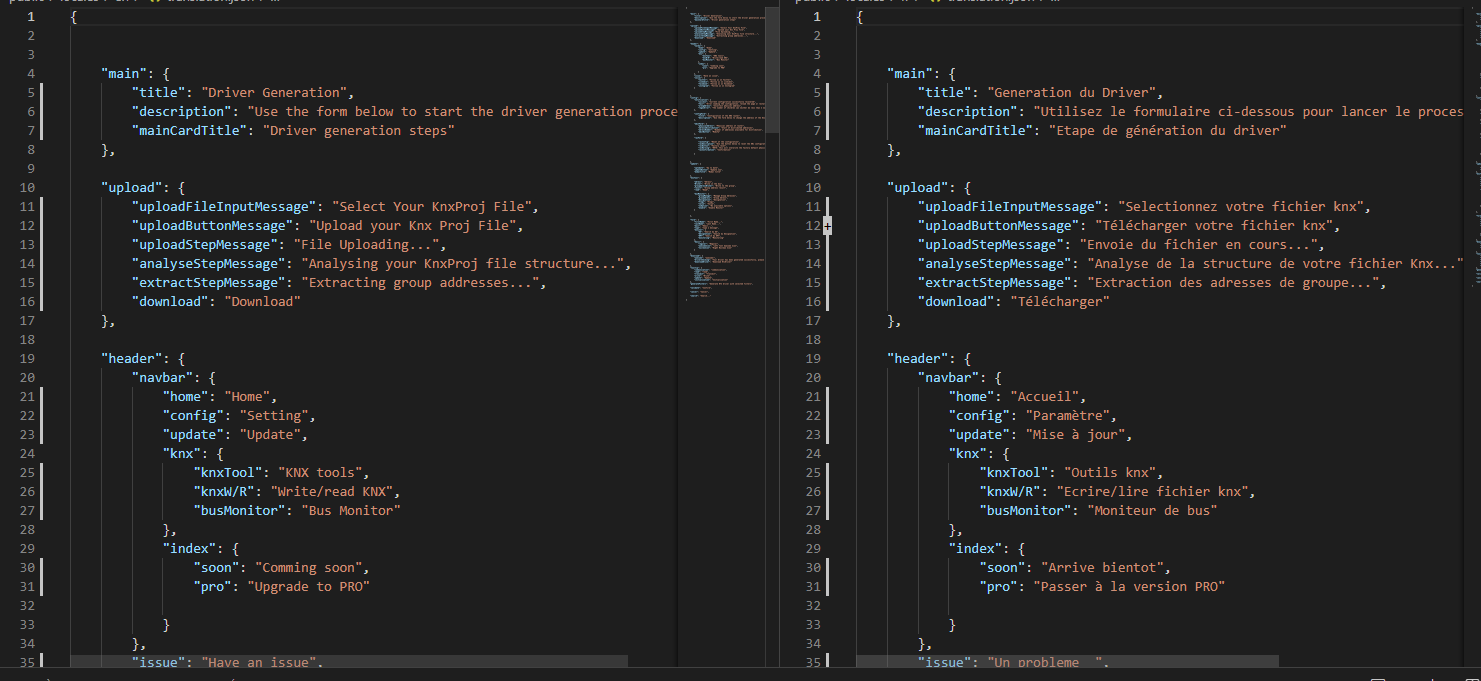 1 {
2
3
4 "main": {
5 "title": "Driver Generation",
6 "description": "Use the form below to start the driver generation proce
7 "mainCardTitle": "Driver generation steps"
8 },
9
10 "upload": {
11 "uploadFileInputMessage": "Select Your KnxProj File",
12 "uploadButtonMessage": "Upload your Knx Proj File",
13 "uploadStepMessage": "File Uploading...",
14 "analyseStepMessage": "Analysing your KnxProj file structure...",
15 "extractStepMessage": "Extracting group addresses...",
16 "download": "Download"
17 },
18
19 "header": {
20 "navbar": {
21 "home": "Home",
22 "config": "Setting",
23 "update": "Update",
24 "knx": {
25 "knxTool": "KNX tools",
26 "knxW/R": "Write/read KNX",
27 "busMonitor": "Bus Monitor"
28 },
29 "index": {
30 "soon": "Comming soon",
31 "pro": "Upgrade to PRO"
32
33 }
34 },
35 "issue": "Have an issue",
1 {
2
3
4 "main": {
5 "title": "Generation du Driver",
6 "description": "Utilisez le formulaire ci-dessous pour lancer le proces
7 "mainCardTitle": "Etape de génération du driver"
8 },
9
10 "upload": {
11 "uploadFileInputMessage": "Selectionnez votre fichier knx",
12 "uploadButtonMessage": "Télécharger votre fichier knx",
13 "uploadStepMessage": "Envoie du fichier en cours...",
14 "analyseStepMessage": "Analyse de la structure de votre fichier Knx..."
15 "extractStepMessage": "Extraction des adresses de groupe...",
16 "download": "Télécharger"
17 },
18
19 "header": {
20 "navbar": {
21 "home": "Accueil",
22 "config": "Paramètre",
23 "update": "Mise à jour",
24 "knx": {
25 "knxTool": "Outils knx",
26 "knxW/R": "Ecrire/lire fichier knx",
27 "busMonitor": "Moniteur de bus"
28 },
29 "index": {
30 "soon": "Arrive bientot",
31 "pro": "Passer à la version PRO"
32
33 }
34 },
35 "issue": "Un probleme ",